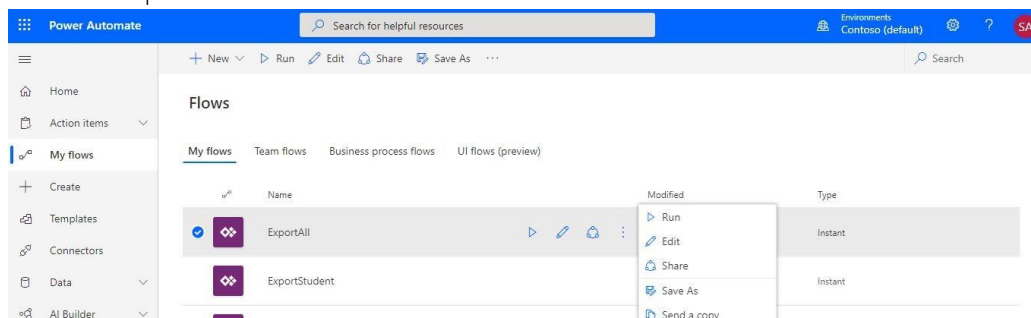 Power Automate
Search for helpful resources
Environments
Contoso (default)
?
SA
New
Run
Edit
Share
Save As
...
Search
Home
Action items
My flows
Create
Templates
Connectors
Data
AI Builder
Flows
My flows Team flows Business process flows UI flows (preview)
Name Modified Type
ExportAll Instant
ExportStudent Instant
Run
Edit
Share
Save As
Send a copy